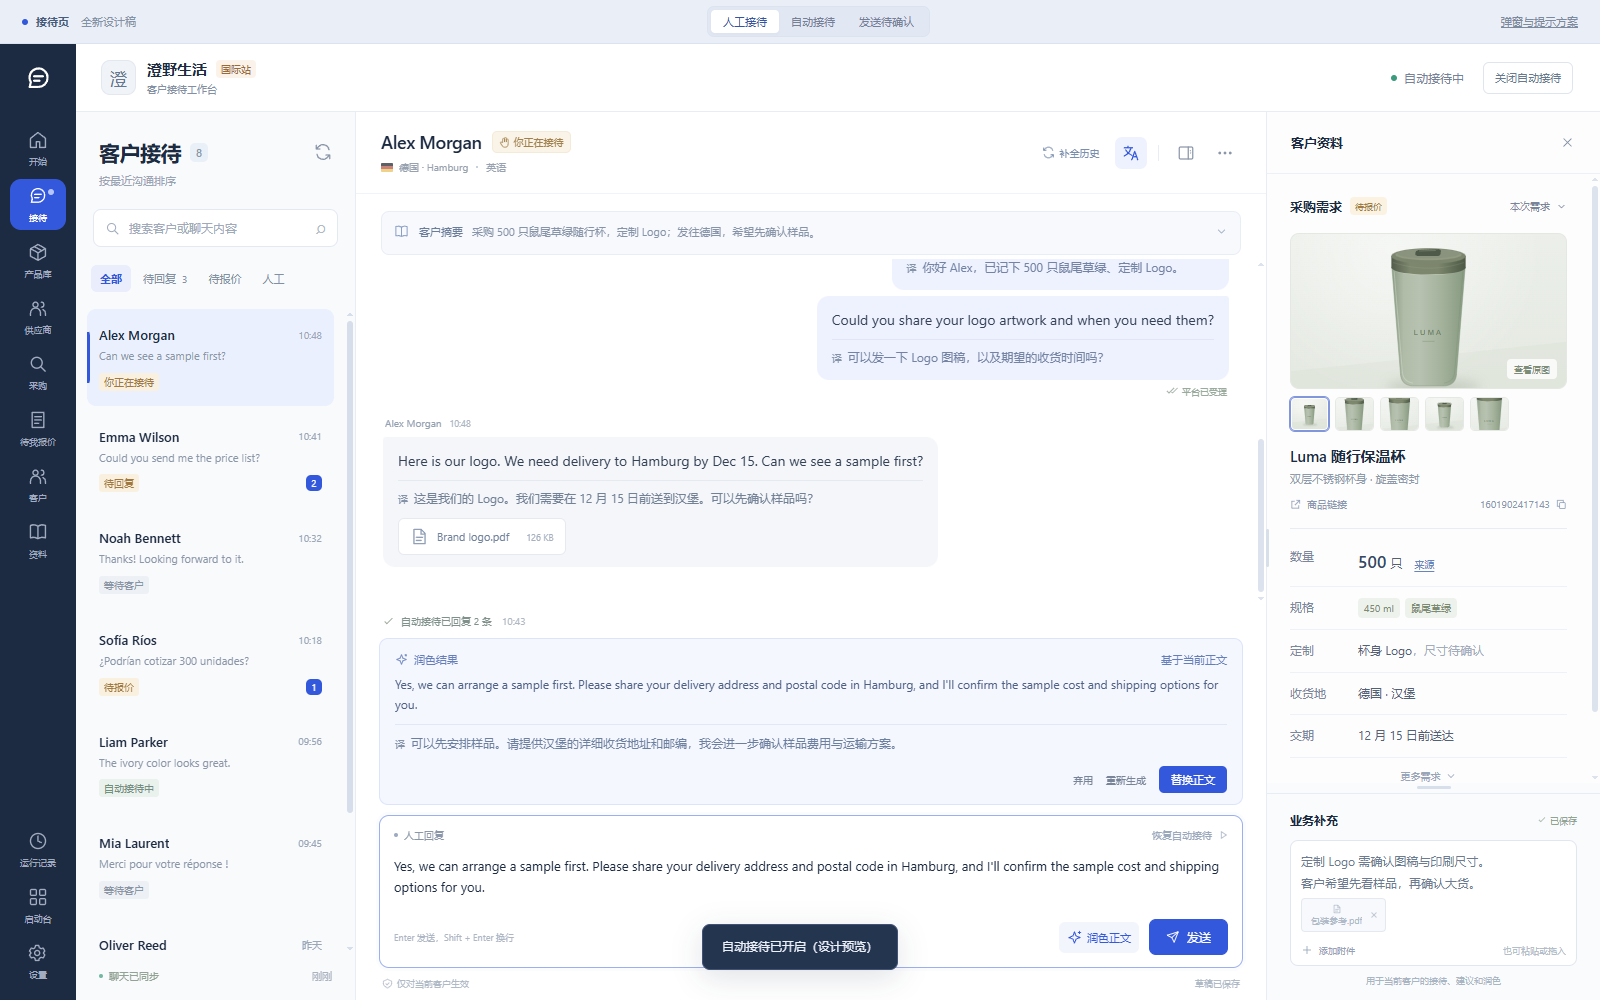 接待页 全新设计稿
人工接待 自动接待 发送待确认
弹窗与提示方案
澄 澄野生活 国际站
客户接待工作台
自动接待中 关闭自动接待
开始
接待
产品库
供应商
采购
待我报价
客户
资料
运行记录
启动台
设置
客户接待 8
按最近沟通排序
搜索客户或聊天内容
全部 待回复 3 待报价 人工
Alex Morgan 10:48
Can we see a sample first?
你正在接待
Emma Wilson 10:41
Could you send me the price list?
待回复 2
Noah Bennett 10:32
Thanks! Looking forward to it.
等待客户
Sofía Ríos 10:18
¿Podrían cotizar 300 unidades?
待报价 1
Liam Parker 09:56
The ivory color looks great.
自动接待中
Mia Laurent 09:45
Merci pour votre réponse !
等待客户
Oliver Reed 昨天
聊天已同步 刚刚
Alex Morgan 你正在接待
德国 · Hamburg · 英语
补全历史
客户摘要 采购 500 只鼠尾草绿随行杯，定制 Logo；发往德国，希望先确认样品。
译 你好 Alex，已记下 500 只鼠尾草绿、定制 Logo。
Could you share your logo artwork and when you need them?
译 可以发一下 Logo 图稿，以及期望的收货时间吗？
平台已受理
Alex Morgan 10:48
Here is our logo. We need delivery to Hamburg by Dec 15. Can we see a sample first?
译 这是我们的 Logo。我们需要在 12 月 15 日前送到汉堡。可以先确认样品吗？
Brand logo.pdf 126 KB
自动接待已回复 2 条 10:43
润色结果 基于当前正文
Yes, we can arrange a sample first. Please share your delivery address and postal code in Hamburg, and I'll confirm the sample cost and shipping options for
you.
译 可以先安排样品。请提供汉堡的详细收货地址和邮编，我会进一步确认样品费用与运输方案。
弃用 重新生成 替换正文
人工回复 恢复自动接待
Yes, we can arrange a sample first. Please share your delivery address and postal code in Hamburg, and I'll confirm the sample cost and shipping
options for you.
Enter 发送，Shift + Enter 换行
润色正文 发送
自动接待已开启（设计预览）
仅对当前客户生效 草稿已保存
客户资料
采购需求 待报价 本次需求
LUMA
查看原图
Luma 随行保温杯
双层不锈钢杯身 · 旋盖密封
商品链接 1601902417143
数量 500 只 来源
规格 450 ml 鼠尾草绿
定制 杯身 Logo，尺寸待确认
收货地 德国 · 汉堡
交期 12 月 15 日前送达
更多需求
业务补充 已保存
定制 Logo 需确认图稿与印刷尺寸。
客户希望先看样品，再确认大货。
包装参考.pdf
添加附件 也可粘贴或拖入
用于当前客户的接待、建议和润色